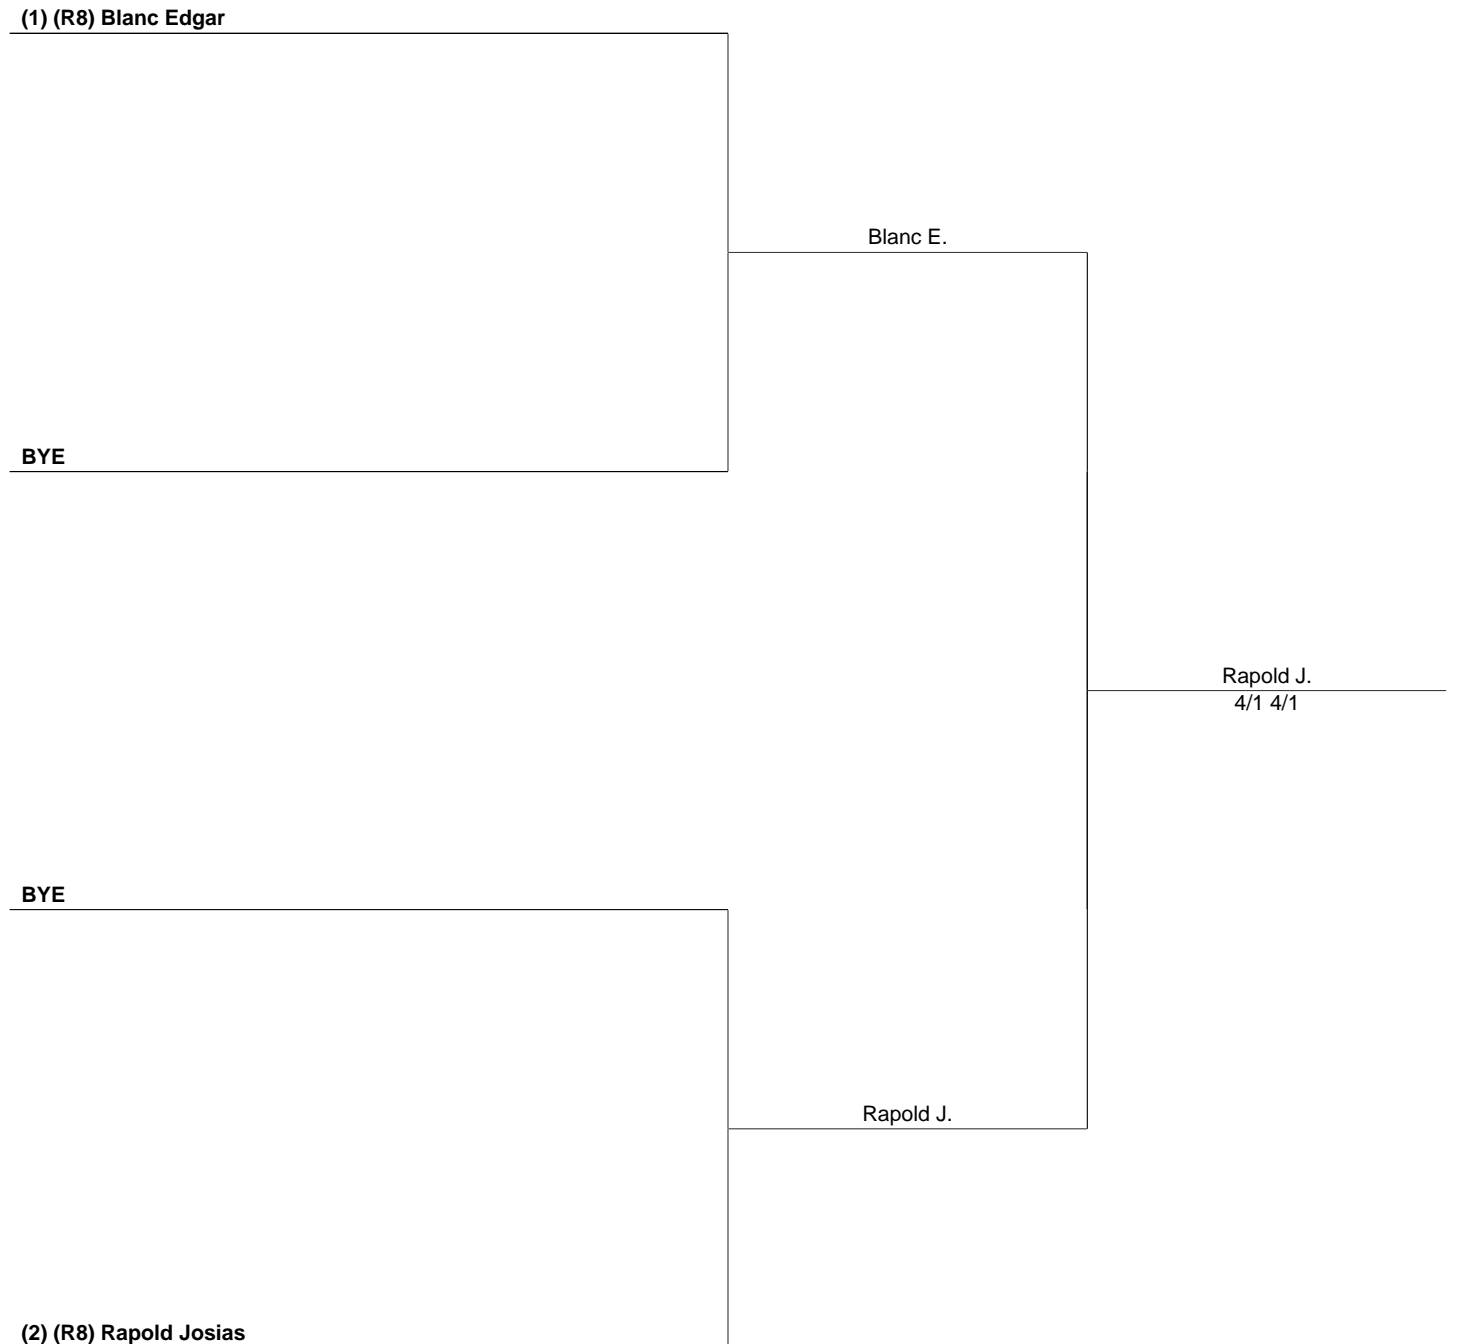 (1) (R8) Blanc Edgar
Blanc E.
BYE
Rapold J.
4/1 4/1
BYE
Rapold J.
(2) (R8) Rapold Josias